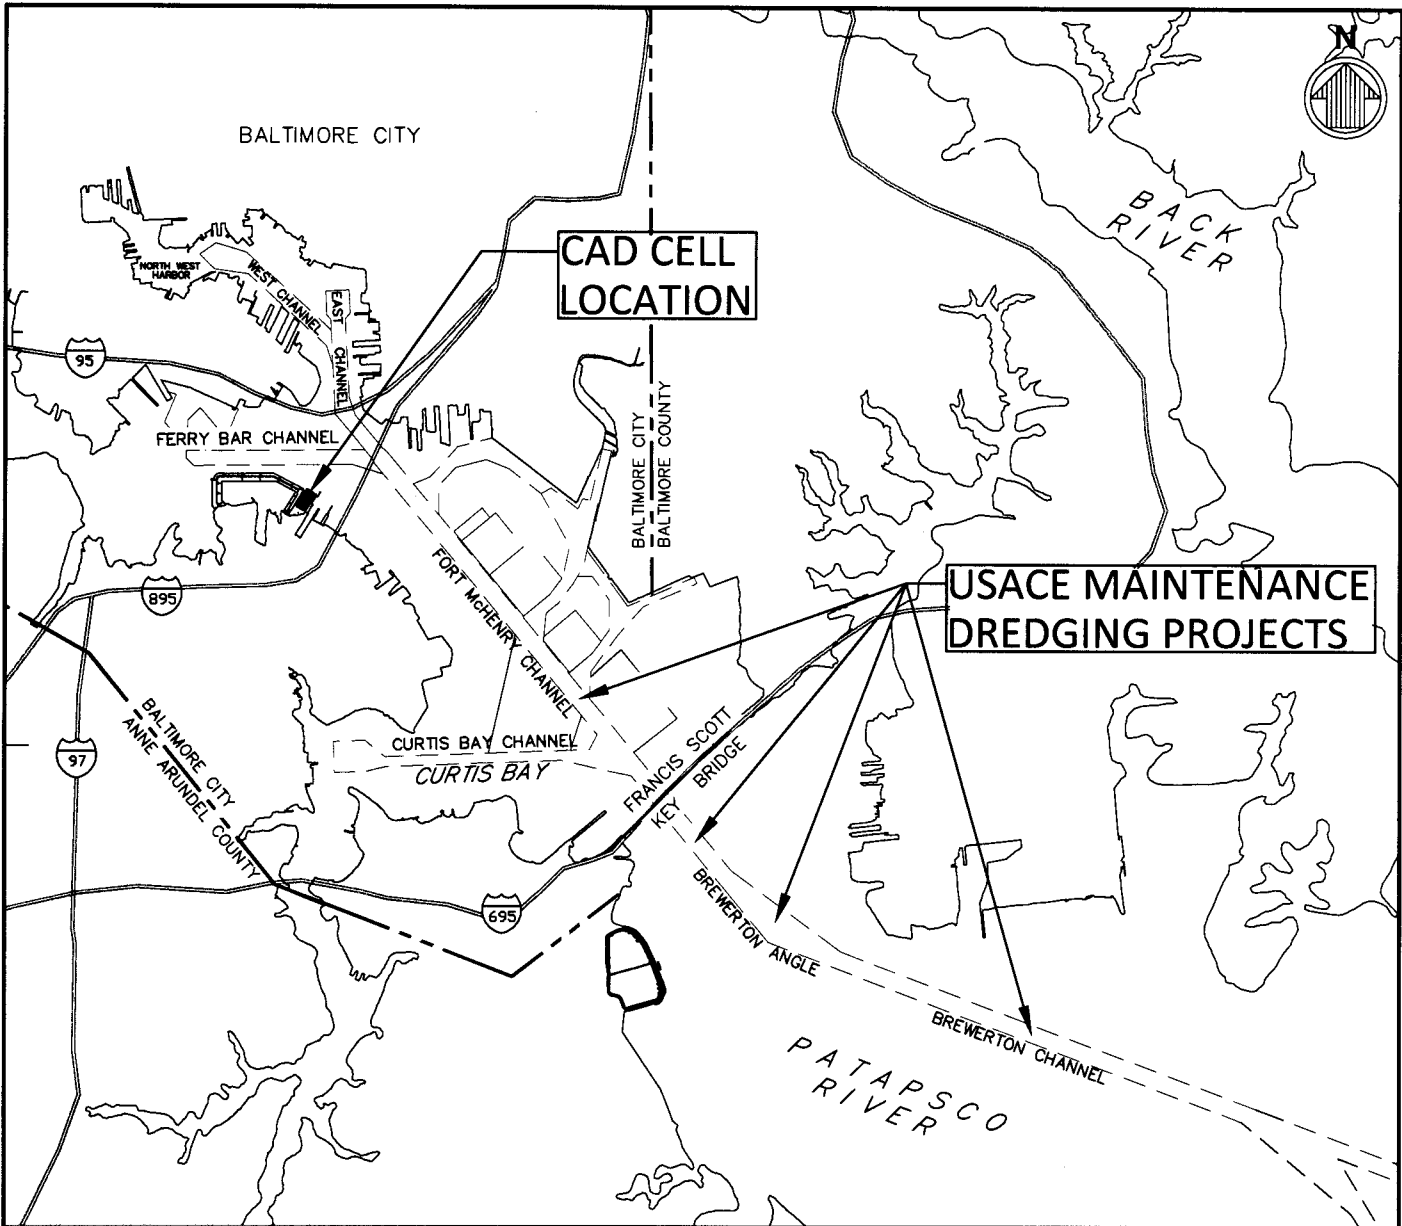 N
BALTIMORE CITY
BACK
RIVER
CAD CELL
LOCATION
NORTH WEST
HARBOR
WEST CHANNEL
EAST CHANNEL
95
FERRY BAR CHANNEL
BALTIMORE CITY
BALTIMORE COUNTY
FORT McHENRY CHANNEL
895
USACE MAINTENANCE
DREDGING PROJECTS
BALTIMORE CITY
ANNE ARUNDEL COUNTY
97
CURTIS BAY CHANNEL
CURTIS BAY
FRANCIS SCOTT
KEY BRIDGE
695
BREWERTON ANGLE
BREWERTON CHANNEL
PATAPSCO
RIVER